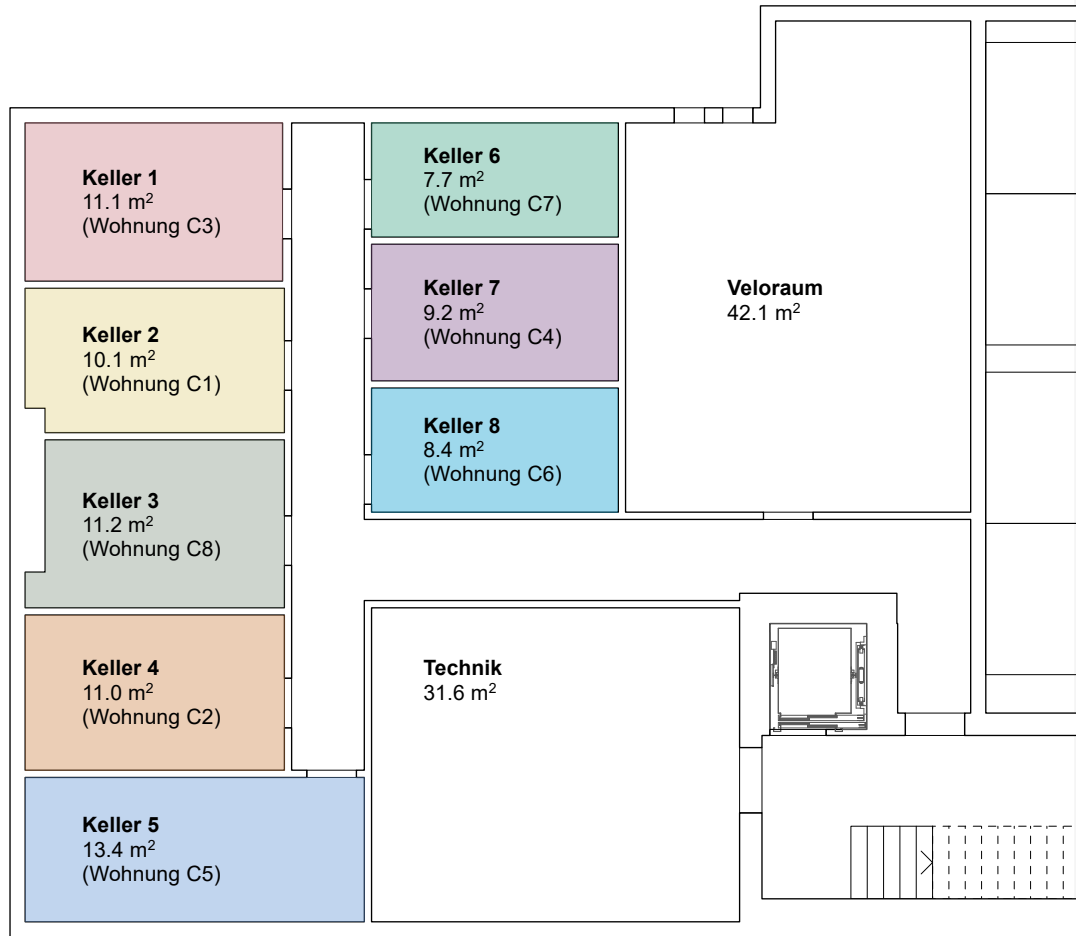 Keller 1
11.1 m²
(Wohnung C3)
Keller 2
10.1 m²
(Wohnung C1)
Keller 3
11.2 m²
(Wohnung C8)
Keller 4
11.0 m²
(Wohnung C2)
Keller 5
13.4 m²
(Wohnung C5)
Keller 6
7.7 m²
(Wohnung C7)
Keller 7
9.2 m²
(Wohnung C4)
Keller 8
8.4 m²
(Wohnung C6)
Veloraum
42.1 m²
Technik
31.6 m²